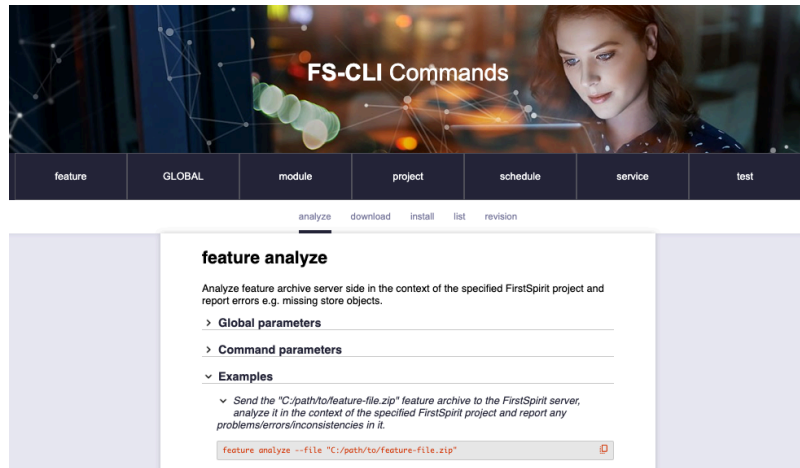 FS-CLI Commands
feature GLOBAL module project schedule service test
analyze download install list revision
feature analyze
Analyze feature archive server side in the context of the specified FirstSpirit project and
report errors e.g. missing store objects.
Global parameters
Command parameters
Examples
Send the "C:/path/to/feature-file.zip" feature archive to the FirstSpirit server,
analyze it in the context of the specified FirstSpirit project and report any
problems/errors/inconsistencies in it.
feature analyze --file "C:/path/to/feature-file.zip"